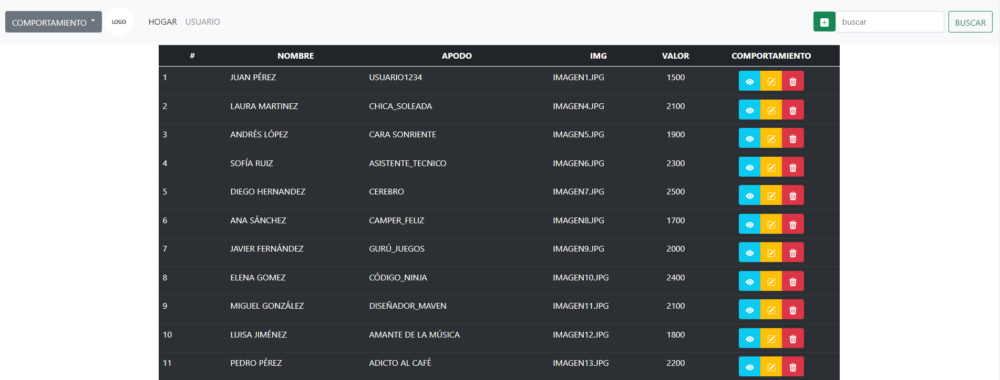 COMPORTAMIENTO LOGO HOGAR USUARIO buscar BUSCAR
# NOMBRE APODO IMG VALOR COMPORTAMIENTO
1 JUAN PÉREZ USUARIO1234 IMAGEN1.JPG 1500
2 LAURA MARTINEZ CHICA_SOLEADA IMAGEN4.JPG 2100
3 ANDRÉS LÓPEZ CARA SONRIENTE IMAGEN5.JPG 1900
4 SOFÍA RUIZ ASISTENTE_TECNICO IMAGEN6.JPG 2300
5 DIEGO HERNANDEZ CEREBRO IMAGEN7.JPG 2500
6 ANA SÁNCHEZ CAMPER_FELIZ IMAGEN8.JPG 1700
7 JAVIER FERNÁNDEZ GURÚ_JUEGOS IMAGEN9.JPG 2000
8 ELENA GOMEZ CÓDIGO_NINJA IMAGEN10.JPG 2400
9 MIGUEL GONZÁLEZ DISEÑADOR_MAVEN IMAGEN11.JPG 2100
10 LUISA JIMÉNEZ AMANTE DE LA MÚSICA IMAGEN12.JPG 1800
11 PEDRO PÉREZ ADICTO AL CAFÉ IMAGEN13.JPG 2200